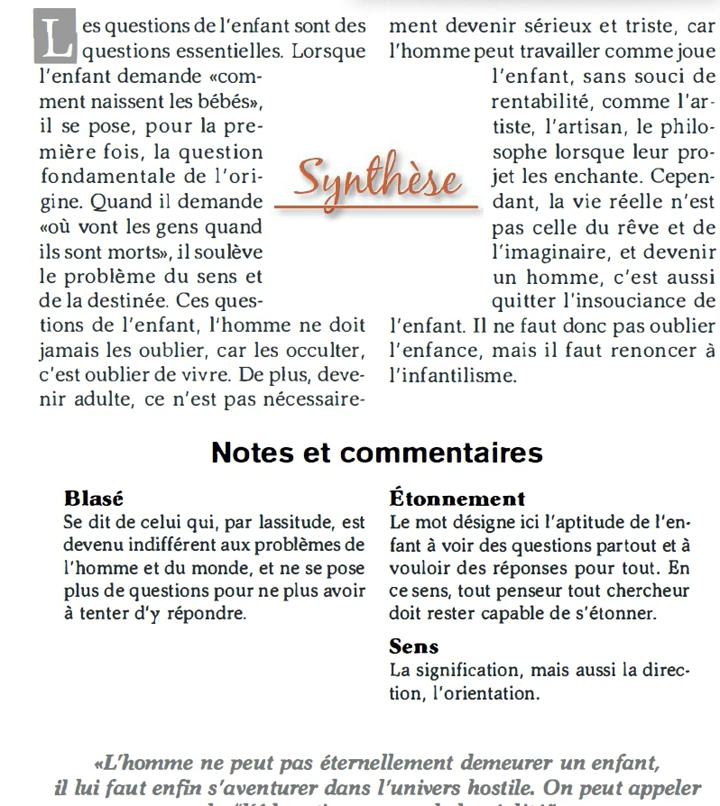 Les questions de l'enfant sont des
questions essentielles. Lorsque
l'enfant demande «com-
ment naissent les bébés»,
il se pose, pour la pre-
mière fois, la question
fondamentale de l'ori-
gine. Quand il demande
«où vont les gens quand
ils sont morts», il soulève
le problème du sens et
de la destinée. Ces ques-
tions de l'enfant, l'homme ne doit
jamais les oublier, car les occulter,
c'est oublier de vivre. De plus, deve-
nir adulte, ce n'est pas nécessaire-
Synthèse
ment devenir sérieux et triste, car
l'homme peut travailler comme joue
l'enfant, sans souci de
rentabilité, comme l'ar-
tiste, l'artisan, le philo-
sophe lorsque leur pro-
jet les enchante. Cepen-
dant, la vie réelle n'est
pas celle du rêve et de
l'imaginaire, et devenir
un homme, c'est aussi
quitter l'insouciance de
l'enfant. Il ne faut donc pas oublier
l'enfance, mais il faut renoncer à
l'infantilisme.
Notes et commentaires
Blasé
Se dit de celui qui, par lassitude, est
devenu indifférent aux problèmes de
l'homme et du monde, et ne se pose
plus de questions pour ne plus avoir
à tenter d'y répondre.
Étonnement
Le mot désigne ici l'aptitude de l'en-
fant à voir des questions partout et à
vouloir des réponses pour tout. En
ce sens, tout penseur tout chercheur
doit rester capable de s'étonner.
Sens
La signification, mais aussi la direc-
tion, l'orientation.
«L'homme ne peut pas éternellement demeurer un enfant,
il lui faut enfin s'aventurer dans l'univers hostile. On peut appeler